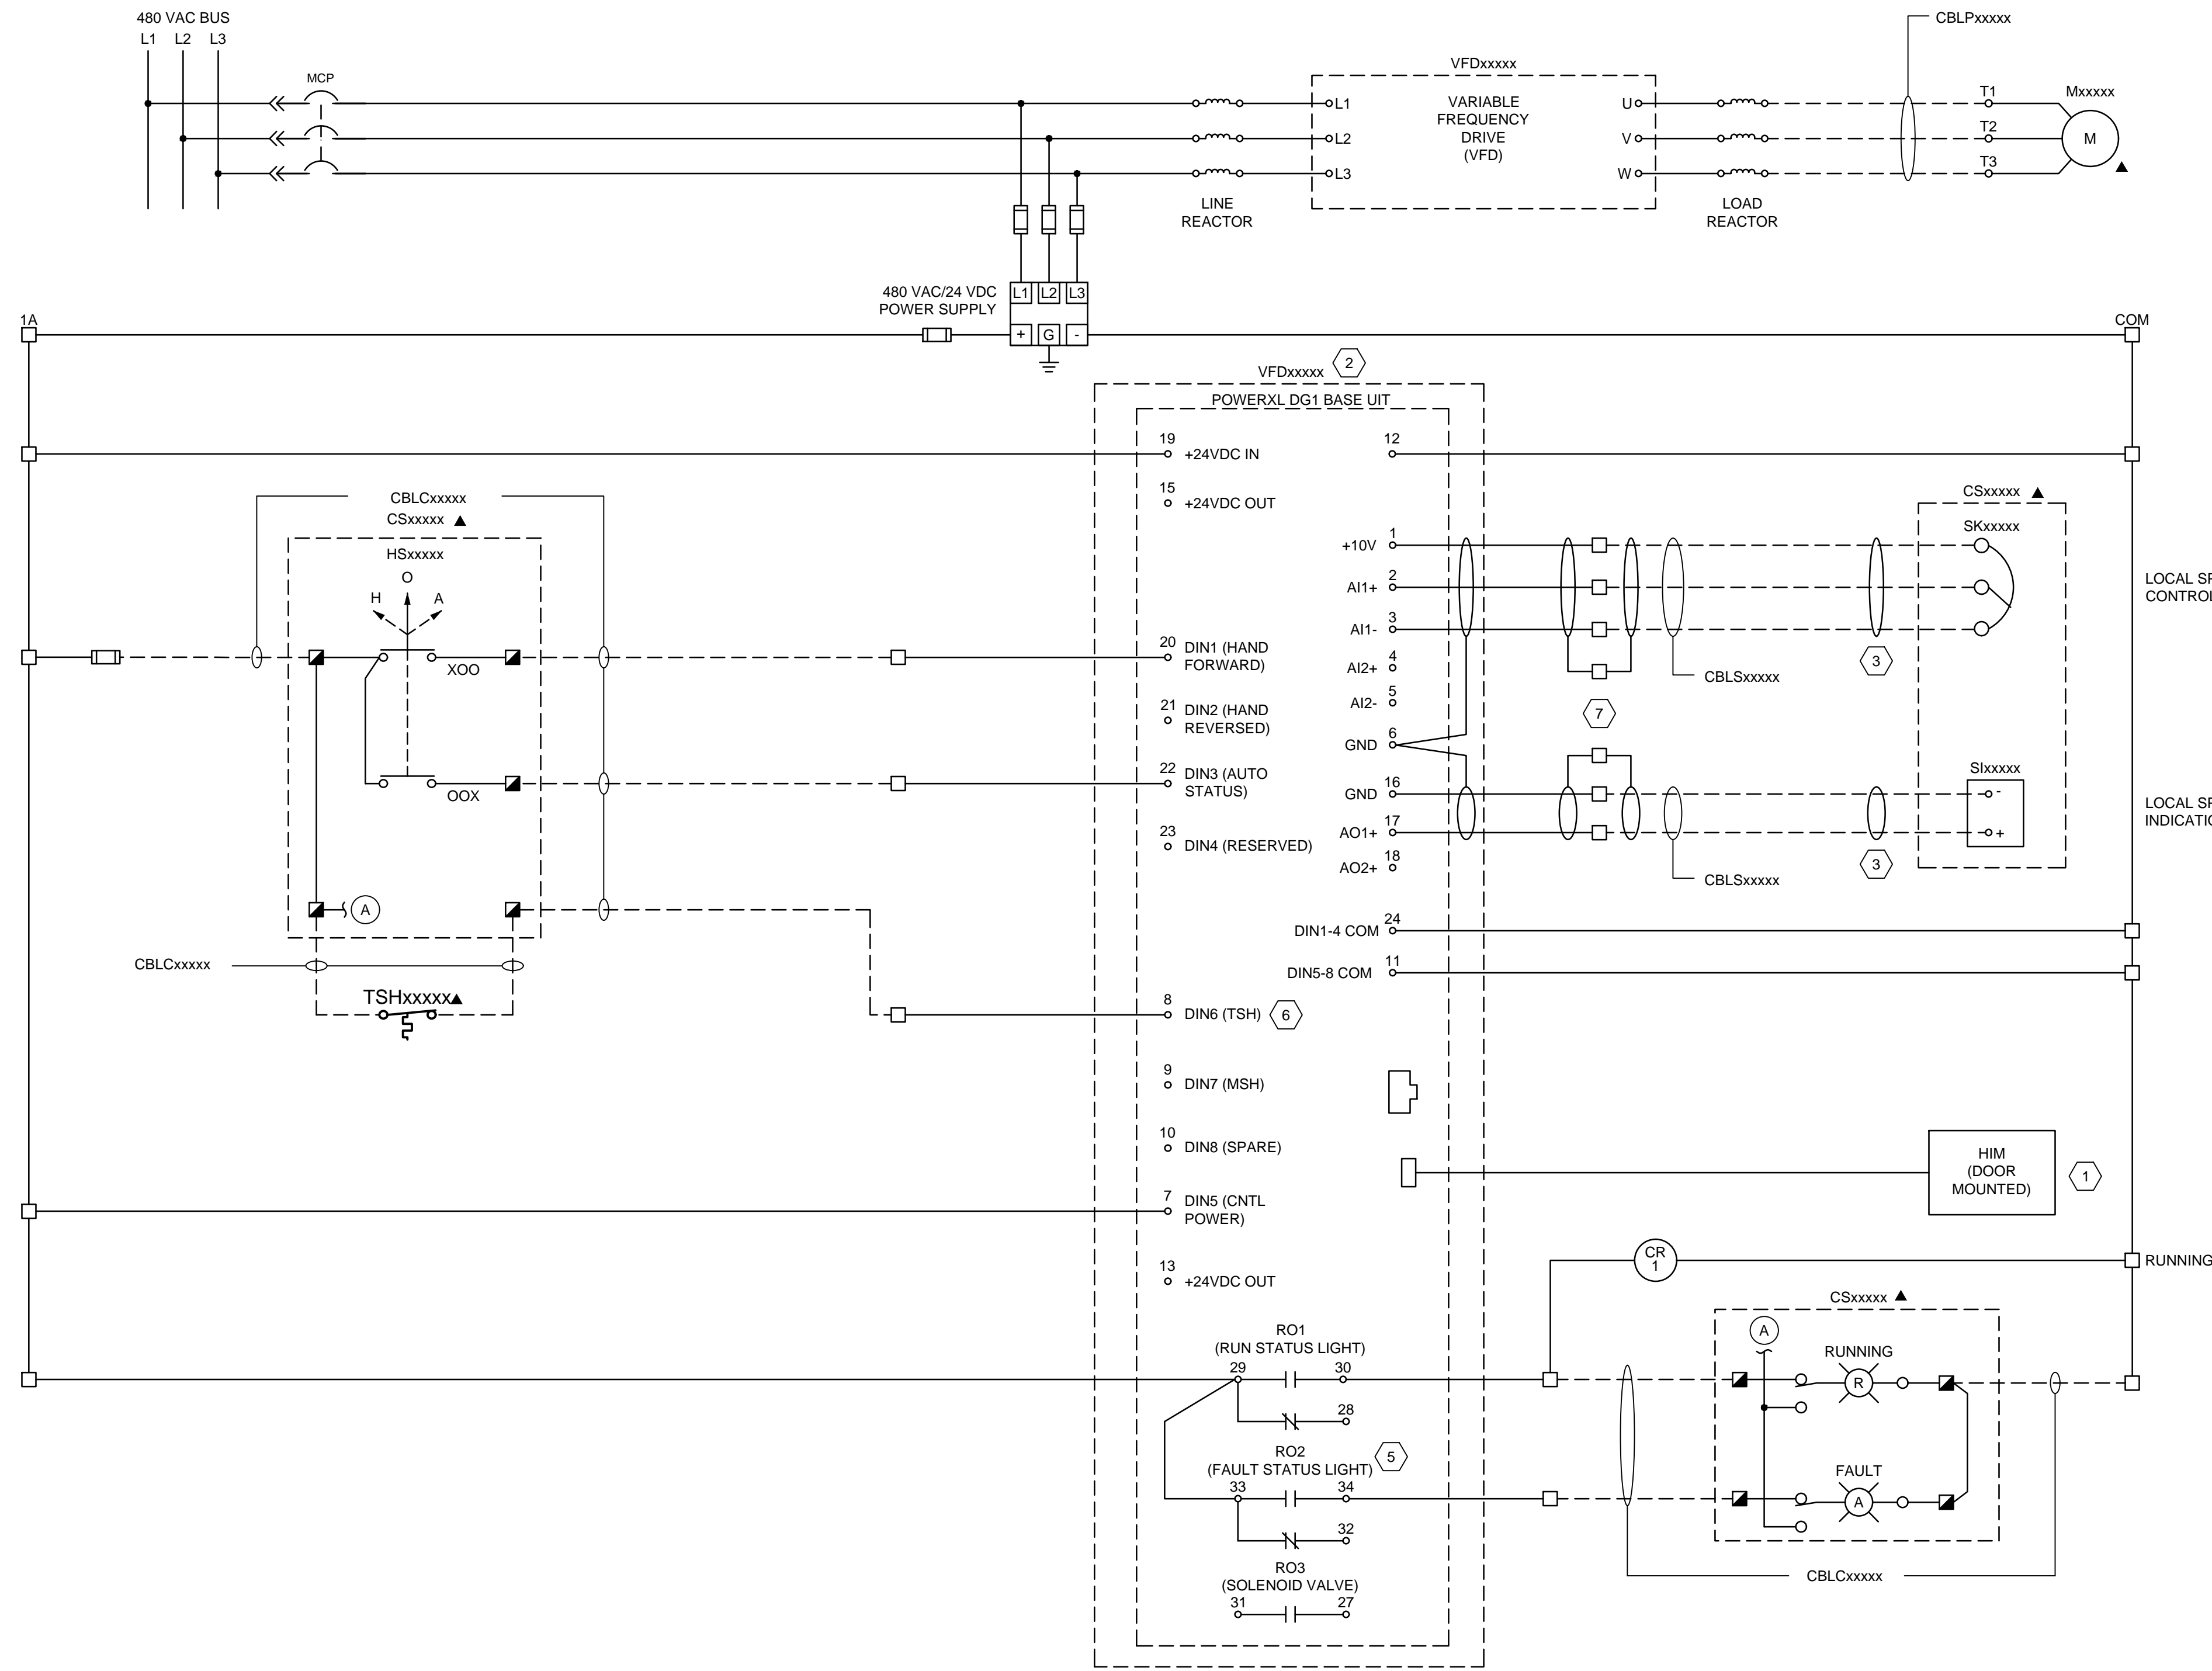 480 VAC BUS
L1 L2 L3
MCP
VFDxxxxx
CBLPxxxxx
VARIABLE
FREQUENCY
DRIVE
(VFD)
L1
L2
L3
U
V
W
T1
T2
T3
Mxxxxx
M
LINE
REACTOR
LOAD
REACTOR
480 VAC/24 VDC
POWER SUPPLY
L1 L2 L3
+ G -
1A
COM
VFDxxxxx
2
POWERXL DG1 BASE UIT
19
+24VDC IN
12
15
+24VDC OUT
CBLCxxxxx
CSxxxxx
HSxxxxx
O
H A
XOO
OOX
A
CBLCxxxxx
TSHxxxxx
20
DIN1 (HAND
FORWARD)
21
DIN2 (HAND
REVERSED)
22
DIN3 (AUTO
STATUS)
23
DIN4 (RESERVED)
1
+10V
2
AI1+
3
AI1-
4
AI2+
5
AI2-
6
GND
16
GND
17
AO1+
18
AO2+
24
DIN1-4 COM
11
DIN5-8 COM
CSxxxxx
SKxxxxx
3
CBLSxxxxx
7
SIxxxxx
-
+
3
CBLSxxxxx
CONTROL
8
DIN6 (TSH)
6
9
DIN7 (MSH)
10
DIN8 (SPARE)
7
DIN5 (CNTL
POWER)
13
+24VDC OUT
HIM
(DOOR
MOUNTED)
1
CR
1
RUNNING
RO1
(RUN STATUS LIGHT)
29 30
28
RO2
(FAULT STATUS LIGHT)
5
33 34
32
RO3
(SOLENOID VALVE)
31 27
CSxxxxx
A
RUNNING
R
FAULT
A
CBLCxxxxx
LOCAL
LOCAL